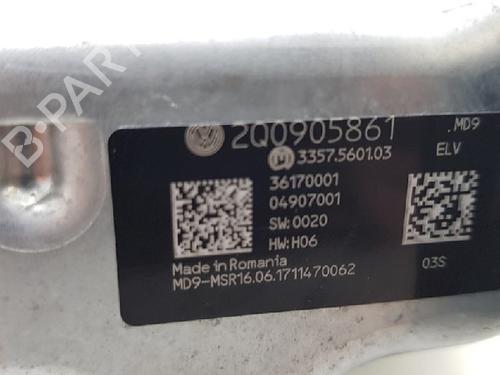 2Q0905861 .MD9
3357.5601.03 ELV
36170001
04907001
SW:0020
HW:H06
Made in Romania 03S
MD9-MSR16.06.1711470062
B-PARTS